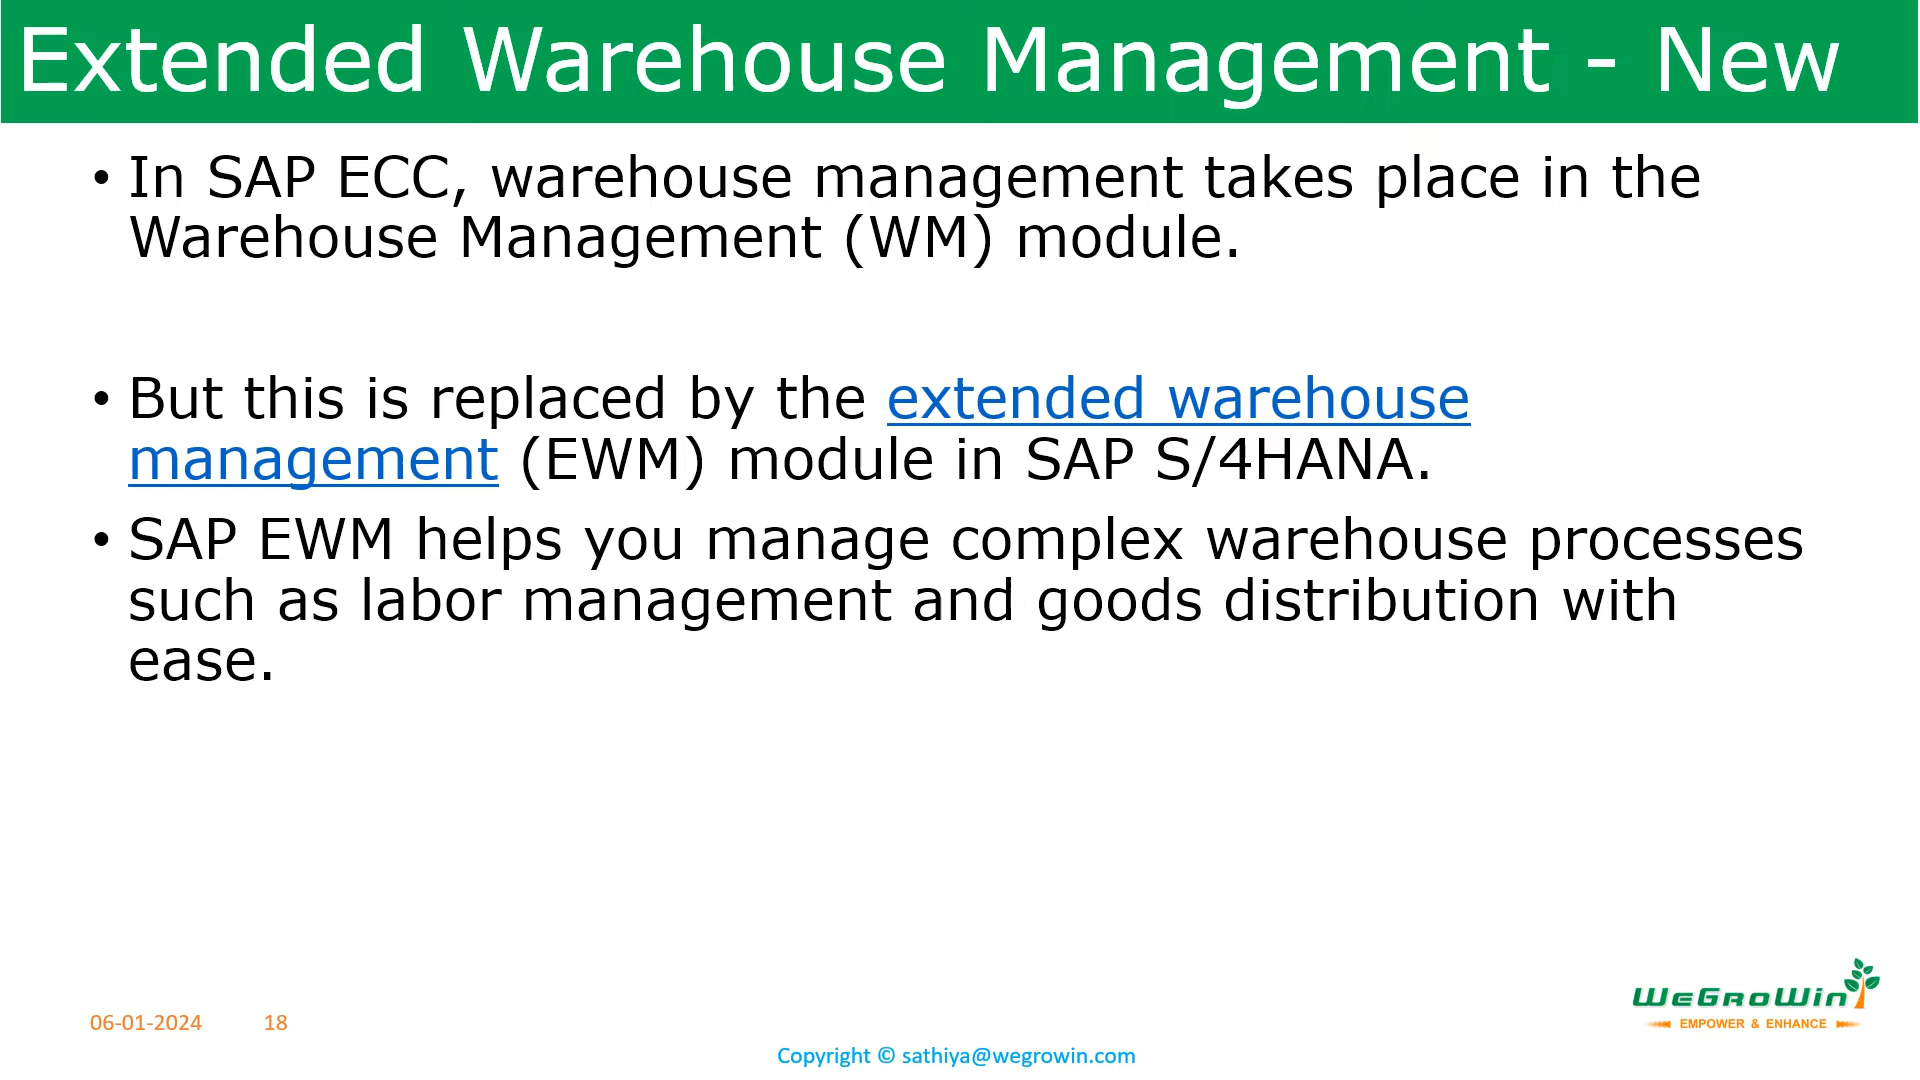 Extended Warehouse Management - New
• In SAP ECC, warehouse management takes place in the
Warehouse Management (WM) module.
• But this is replaced by the extended warehouse
management (EWM) module in SAP S/4HANA.
• SAP EWM helps you manage complex warehouse processes
such as labor management and goods distribution with
ease.
WeGroWin
EMPOWER & ENHANCE
06-01-2024 18
Copyright © sathiya@wegrowin.com